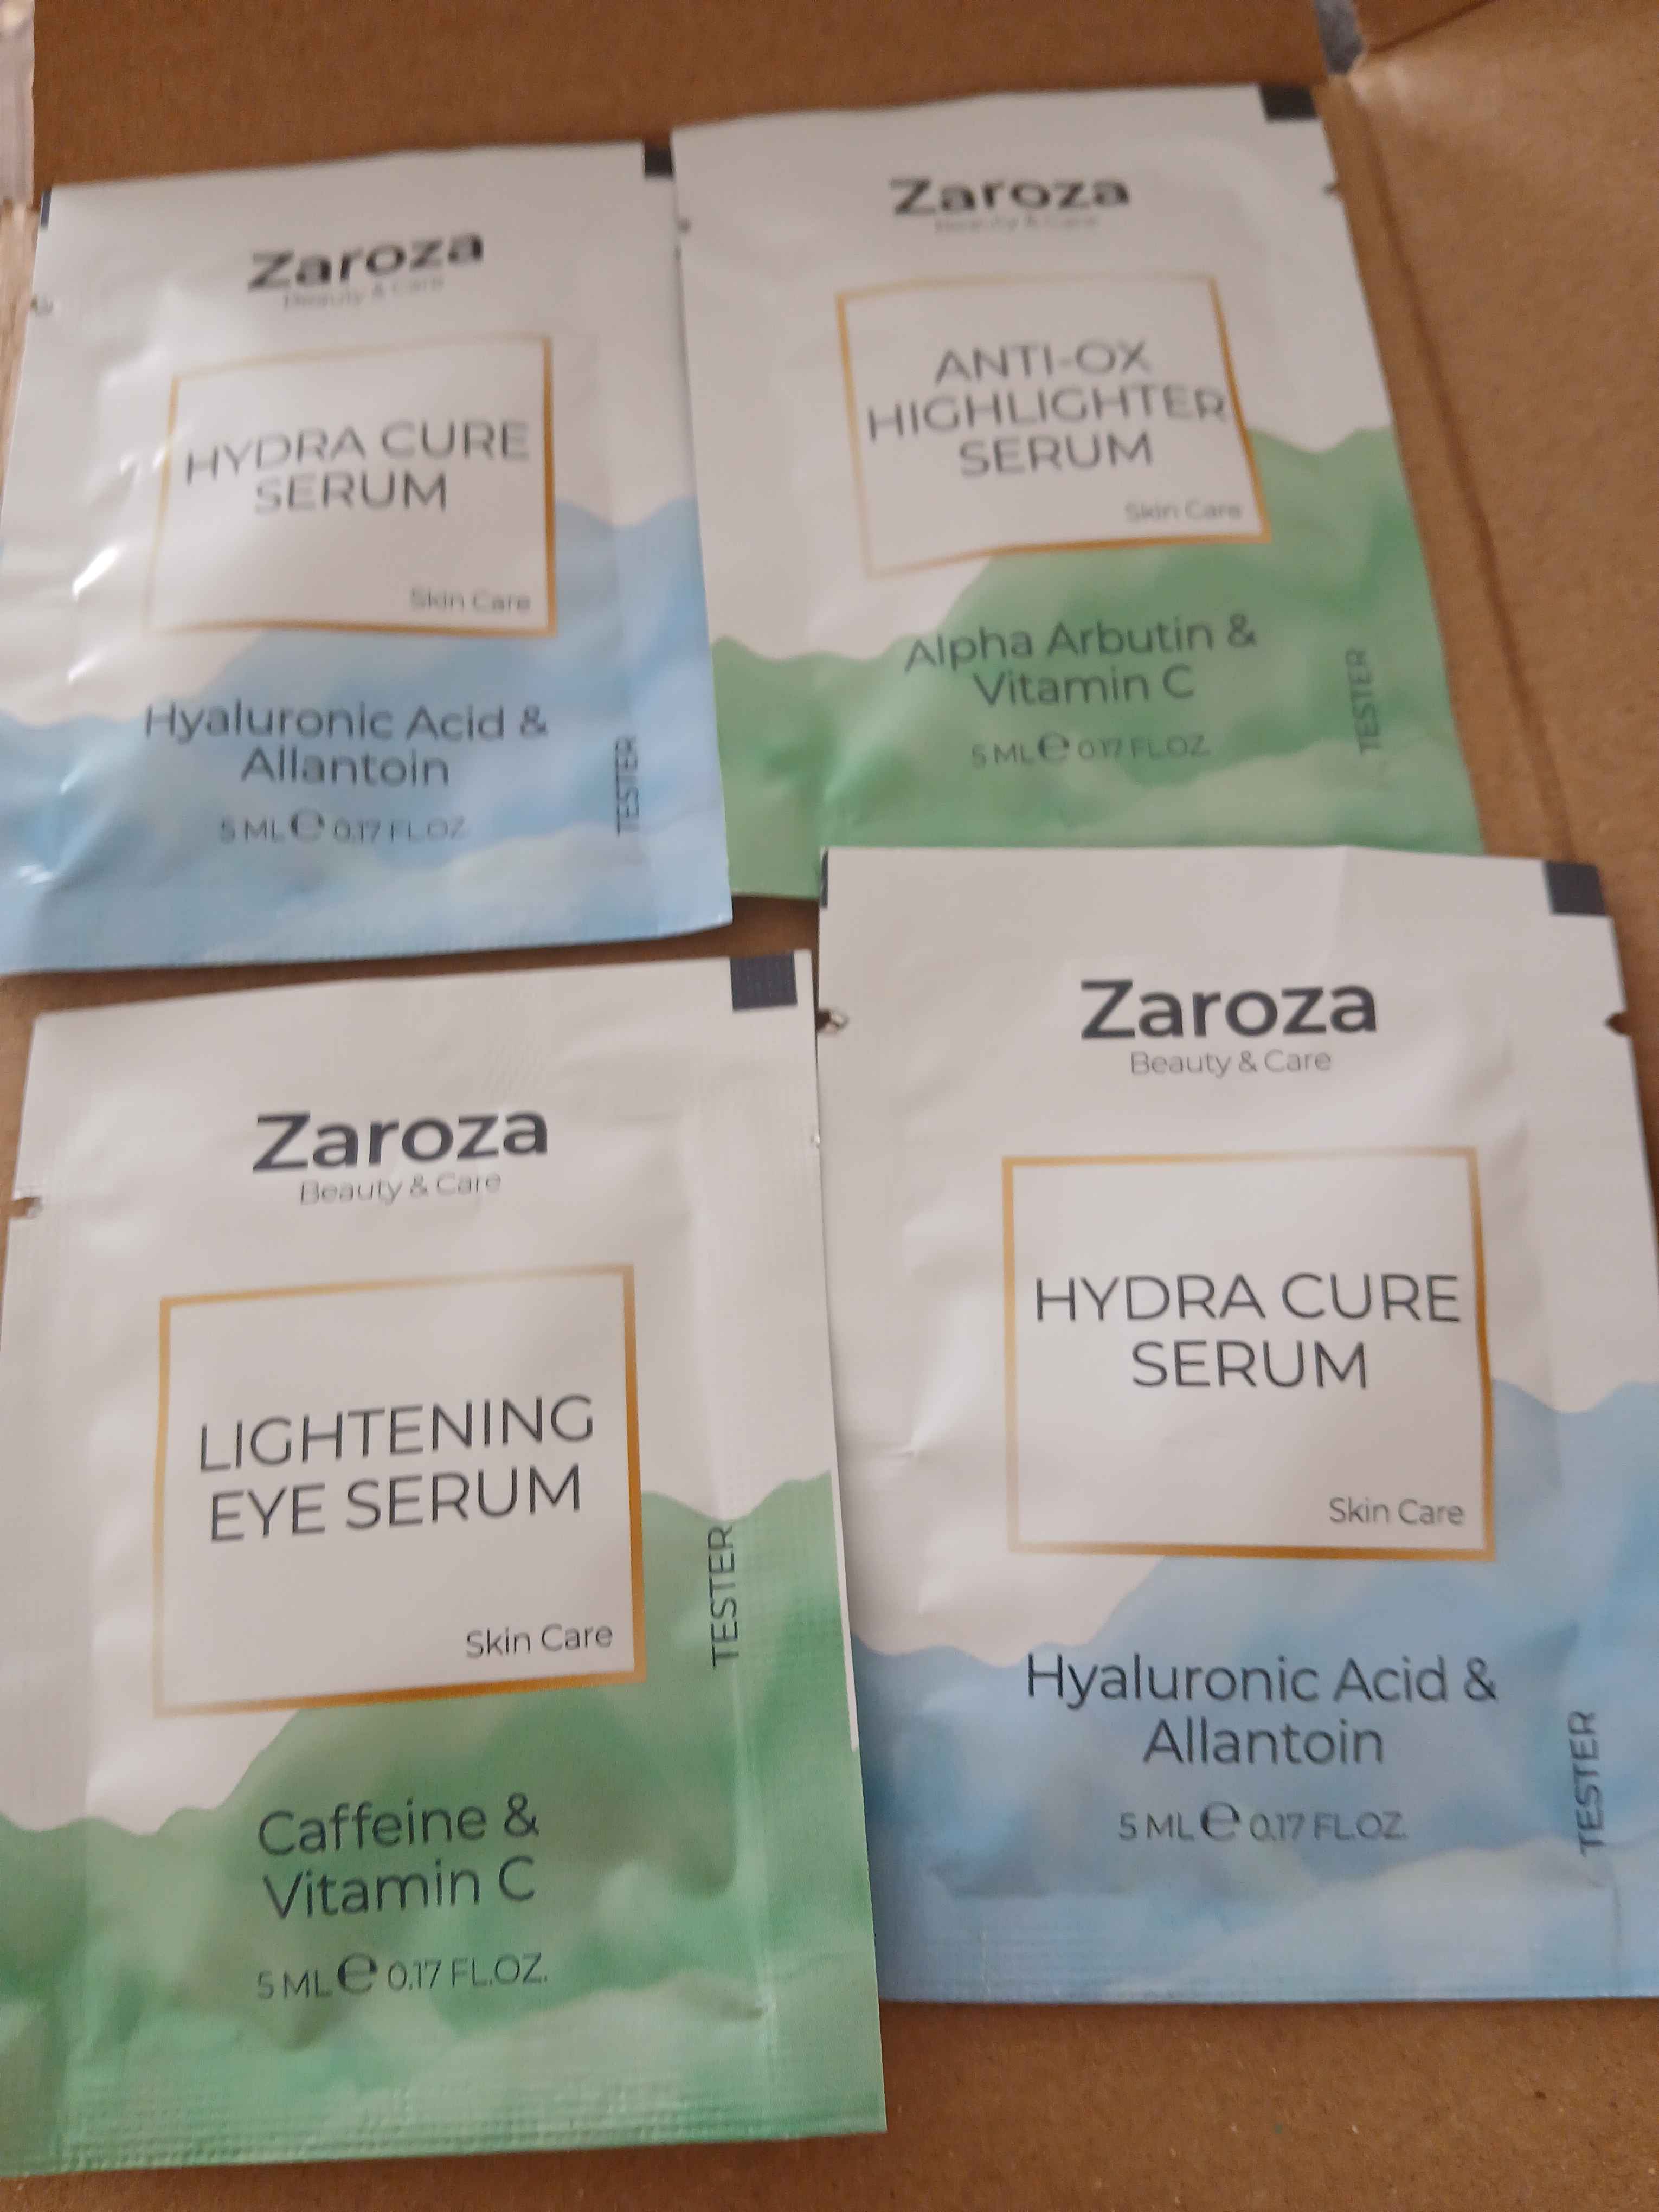 Zaroza
Beauty & Care
HYDRA CURE
SERUM
Skin Care
Hyaluronic Acid &
Allantoin
5 ML e 0.17 FL.OZ.
TESTER
Zaroza
Beauty & Care
ANTI-OX
HIGHLIGHTER
SERUM
Skin Care
Alpha Arbutin &
Vitamin C
5 ML e 0.17 FL.OZ.
TESTER
Zaroza
Beauty & Care
LIGHTENING
EYE SERUM
Skin Care
TESTER
Caffeine &
Vitamin C
5 ML e 0.17 FL.OZ.
Zaroza
Beauty & Care
HYDRA CURE
SERUM
Skin Care
Hyaluronic Acid &
Allantoin
5 ML e 0.17 FL.OZ.
TESTER